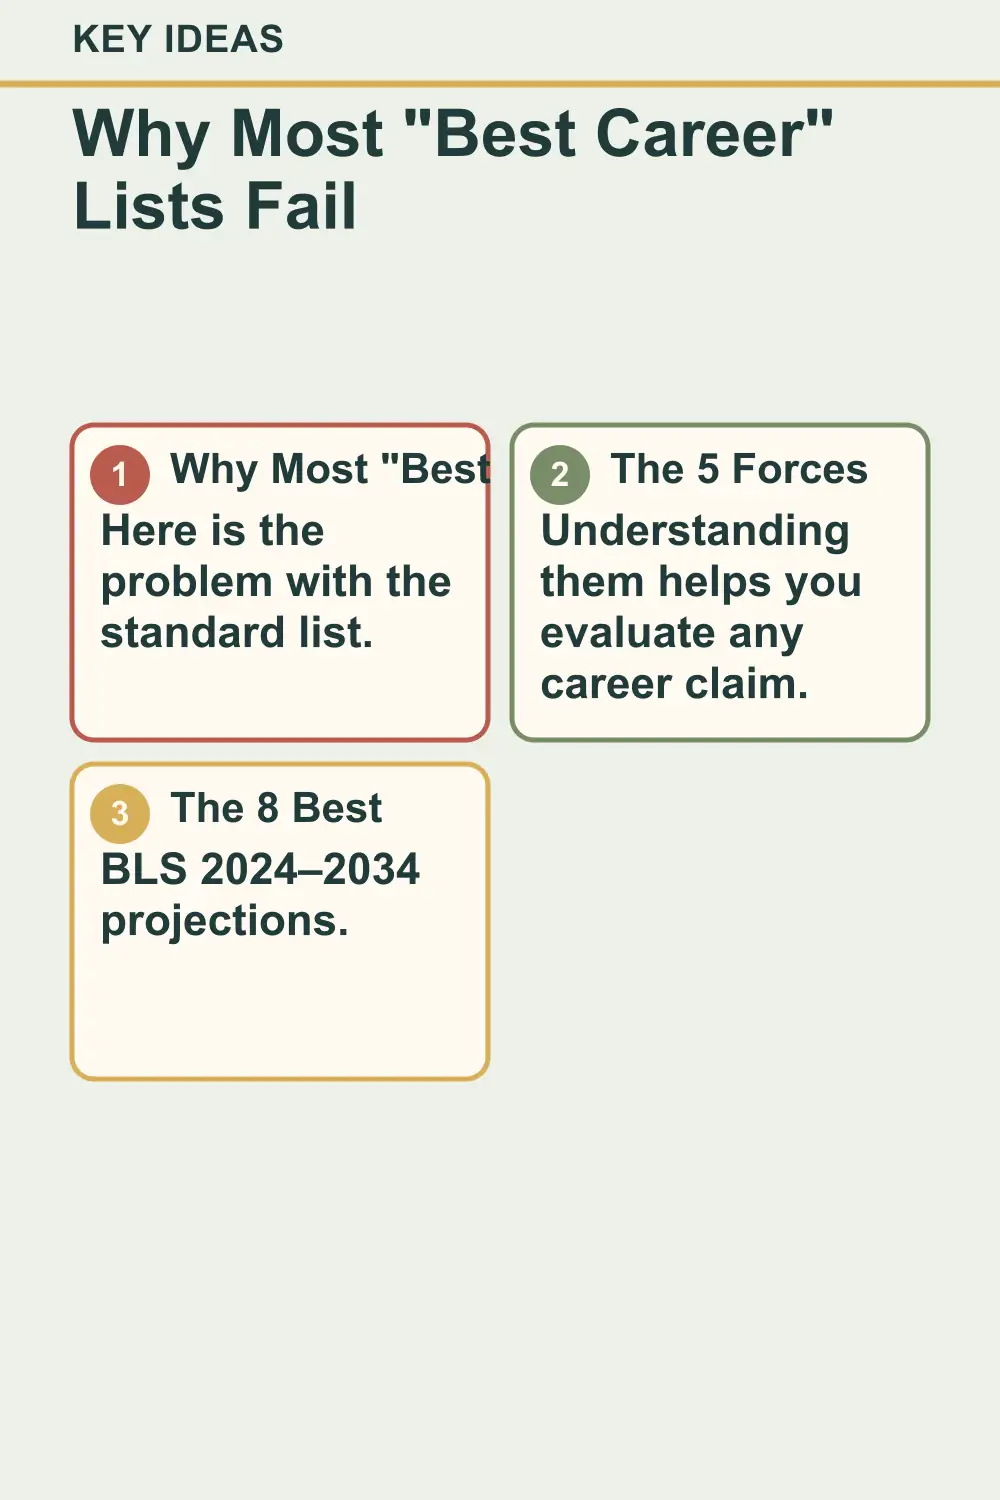 KEY IDEAS
Why Most "Best Career"
Lists Fail
1 Why Most "Best
Here is the
problem with the
standard list.
2 The 5 Forces
Understanding
them helps you
evaluate any
career claim.
3 The 8 Best
BLS 2024–2034
projections.